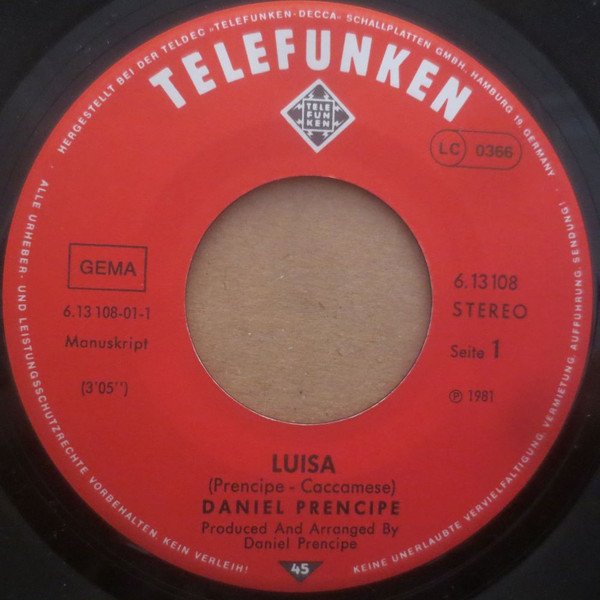 HERGESTELLT BEI DER TELDEC »TELEFUNKEN-DECCA« SCHALLPLATTEN GMBH, HAMBURG 19 GERMANY
TELEFUNKEN
TELE
FUN
KEN
LC 0366
GEMA
6.13 108-01-1
Manuskript
(3'05'')
6.13108
STEREO
Seite 1
℗ 1981
LUISA
(Prencipe - Caccamese)
DANIEL PRENCIPE
Produced And Arranged By
Daniel Prencipe
45
ALLE URHEBER- UND LEISTUNGSSCHUTZRECHTE VORBEHALTEN. KEIN VERLEIH!
KEINE UNERLAUBTE VERVIELFÄLTIGUNG, VERMIETUNG, AUFFÜHRUNG, SENDUNG!